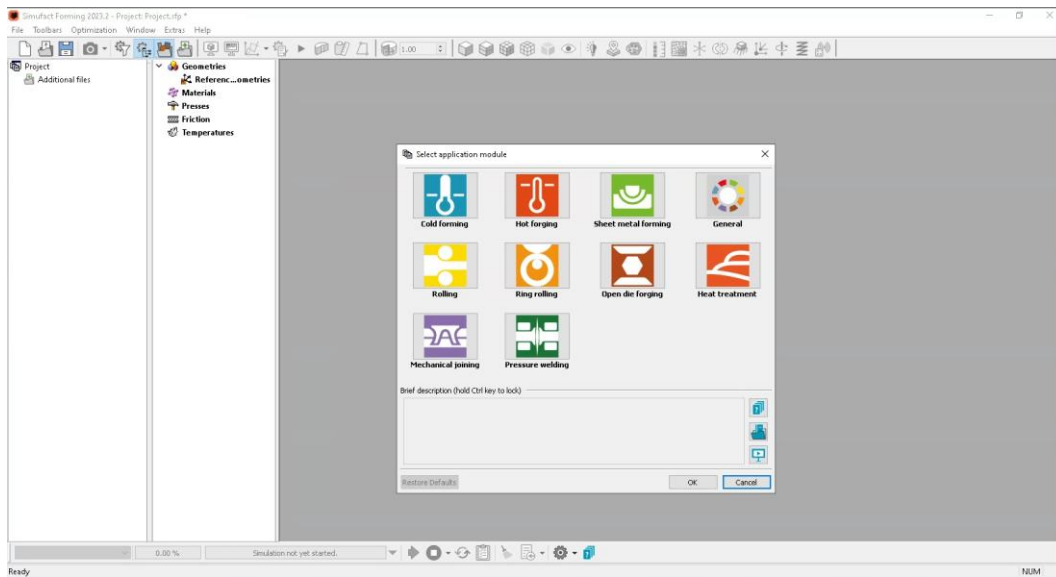 Simufact Forming 2023.2 - Project: Project.sfp *
File Toolbars Optimization Window Extras Help
1.00
Project
Additional files
Geometries
Referenc...ometries
Materials
Presses
Friction
Temperatures
Select application module
Cold forming Hot forging Sheet metal forming General
Rolling Ring rolling Open die forging Heat treatment
Mechanical joining Pressure welding
Brief description (hold Ctrl key to lock)
Restore Defaults OK Cancel
0.00 % Simulation not yet started.
Ready NUM